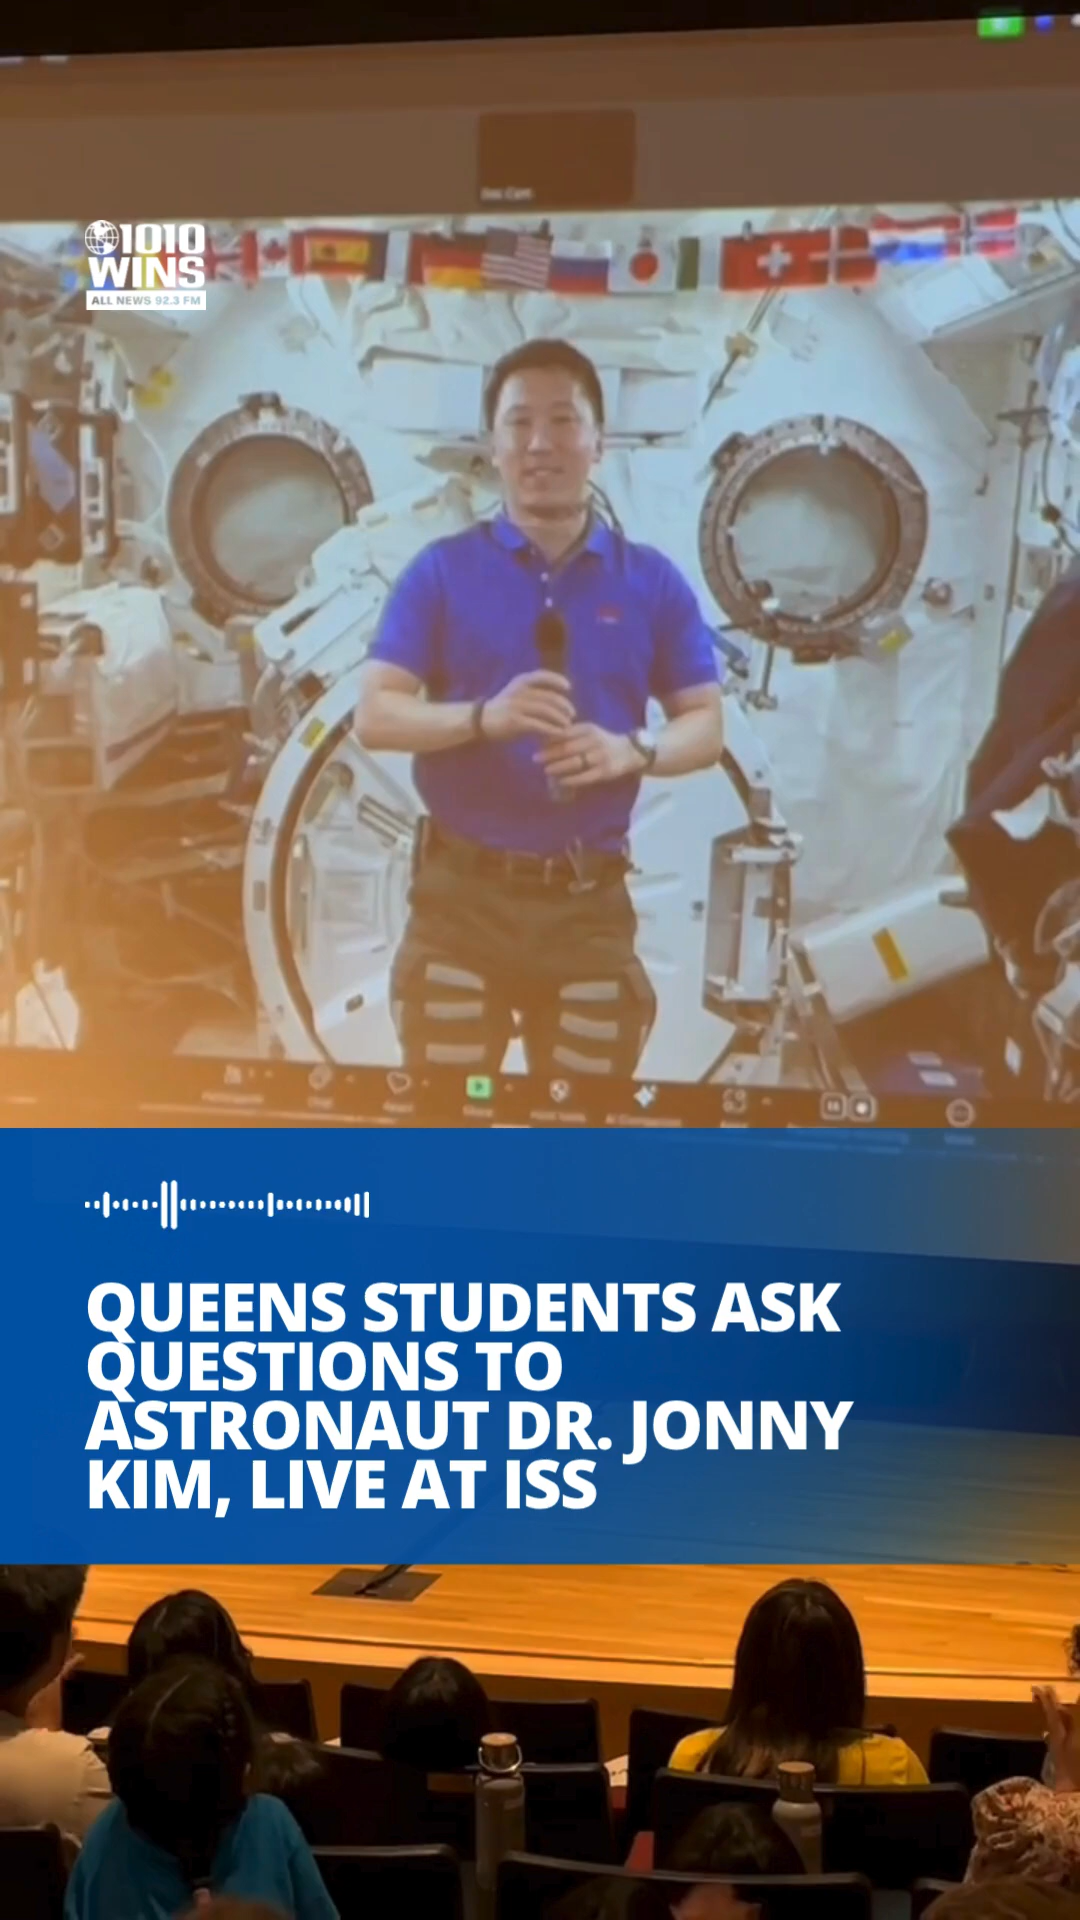 1010
WINS
ALL NEWS 92.3 FM
QUEENS STUDENTS ASK
QUESTIONS TO
ASTRONAUT DR. JONNY
KIM, LIVE AT ISS